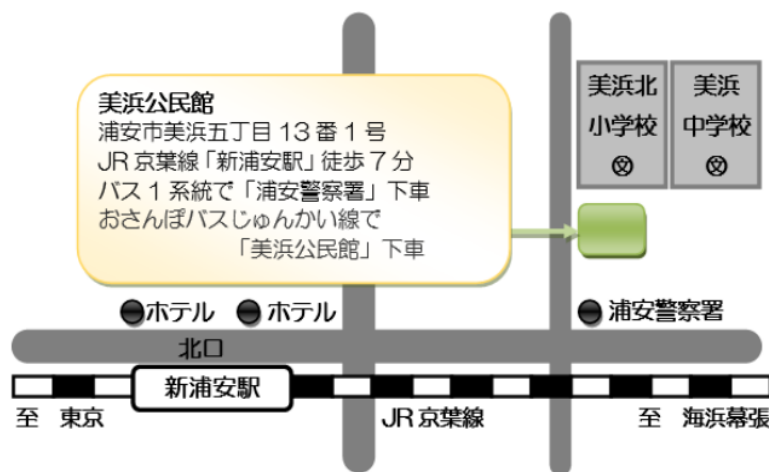 美浜公民館
浦安市美浜五丁目13番1号
JR京葉線「新浦安駅」徒歩7分
バス1系統で「浦安警察署」下車
おさんぽバスじゅんかい線で
「美浜公民館」下車
美浜北
小学校
美浜
中学校
ホテル
ホテル
浦安警察署
北口
新浦安駅
至 東京
JR京葉線
至 海浜幕張